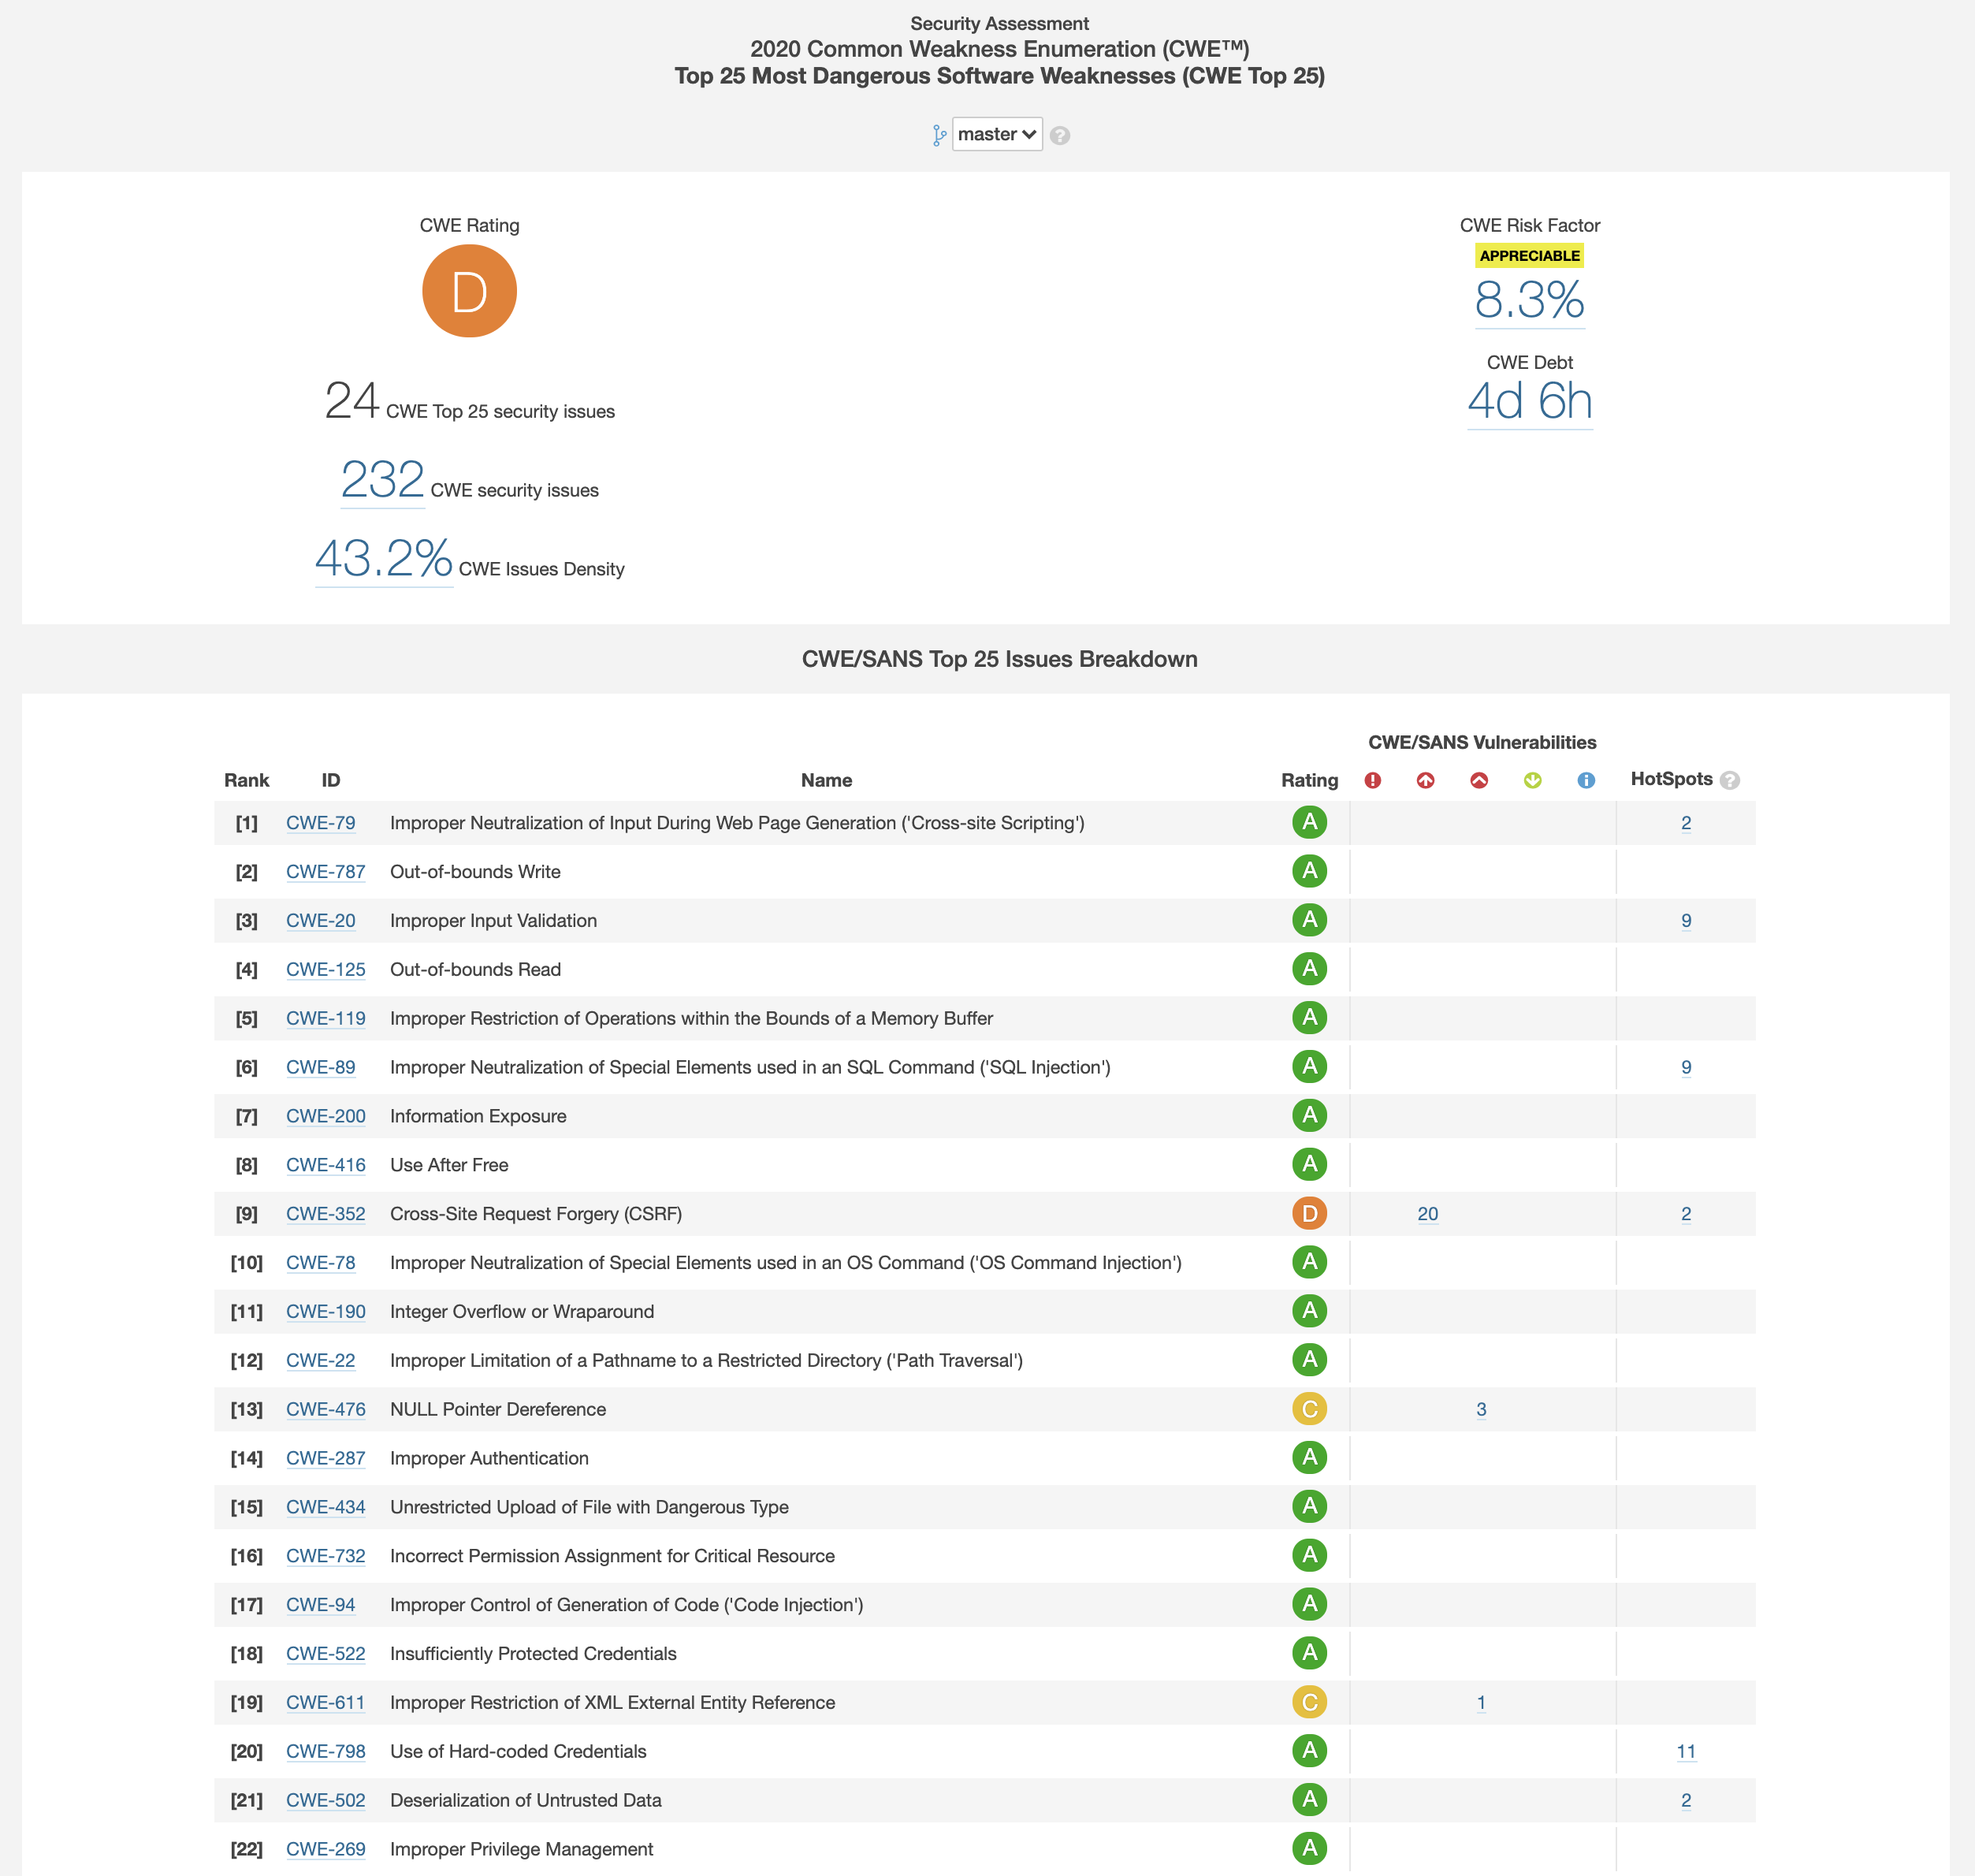 Security Assessment
2020 Common Weakness Enumeration (CWE™)
Top 25 Most Dangerous Software Weaknesses (CWE Top 25)
master ?
CWE Rating
D
24 CWE Top 25 security issues
232 CWE security issues
43.2% CWE Issues Density
CWE Risk Factor
APPRECIABLE
8.3%
CWE Debt
4d 6h
CWE/SANS Top 25 Issues Breakdown
CWE/SANS Vulnerabilities
Rank ID Name Rating ! i HotSpots ?
[1] CWE-79 Improper Neutralization of Input During Web Page Generation ('Cross-site Scripting') A 2
[2] CWE-787 Out-of-bounds Write A
[3] CWE-20 Improper Input Validation A 9
[4] CWE-125 Out-of-bounds Read A
[5] CWE-119 Improper Restriction of Operations within the Bounds of a Memory Buffer A
[6] CWE-89 Improper Neutralization of Special Elements used in an SQL Command ('SQL Injection') A 9
[7] CWE-200 Information Exposure A
[8] CWE-416 Use After Free A
[9] CWE-352 Cross-Site Request Forgery (CSRF) D 20 2
[10] CWE-78 Improper Neutralization of Special Elements used in an OS Command ('OS Command Injection') A
[11] CWE-190 Integer Overflow or Wraparound A
[12] CWE-22 Improper Limitation of a Pathname to a Restricted Directory ('Path Traversal') A
[13] CWE-476 NULL Pointer Dereference C 3
[14] CWE-287 Improper Authentication A
[15] CWE-434 Unrestricted Upload of File with Dangerous Type A
[16] CWE-732 Incorrect Permission Assignment for Critical Resource A
[17] CWE-94 Improper Control of Generation of Code ('Code Injection') A
[18] CWE-522 Insufficiently Protected Credentials A
[19] CWE-611 Improper Restriction of XML External Entity Reference C 1
[20] CWE-798 Use of Hard-coded Credentials A 11
[21] CWE-502 Deserialization of Untrusted Data A 2
[22] CWE-269 Improper Privilege Management A